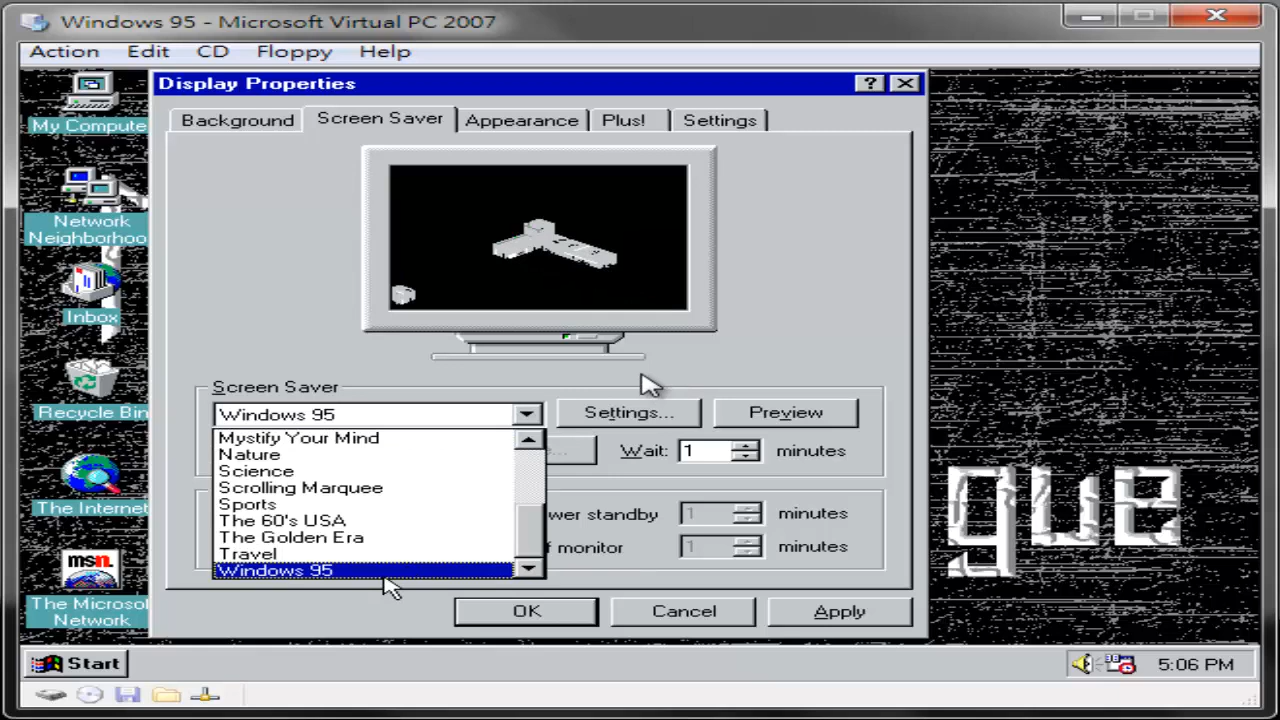 Windows 95 - Microsoft Virtual PC 2007
Action Edit CD Floppy Help
Display Properties
Background Screen Saver Appearance Plus! Settings
My Compute
Network
Neighborhoo
Inbox
Recycle Bin
The Internet
msn.
The Microsof
Network
Screen Saver
Windows 95
Settings... Preview
Mystify Your Mind
Nature
Science
Scrolling Marquee
Sports
The 60's USA
The Golden Era
Travel
Windows 95
... Wait: 1 minutes
wer standby 1 minutes
f monitor 1 minutes
OK Cancel Apply
gue
Start
5:06 PM